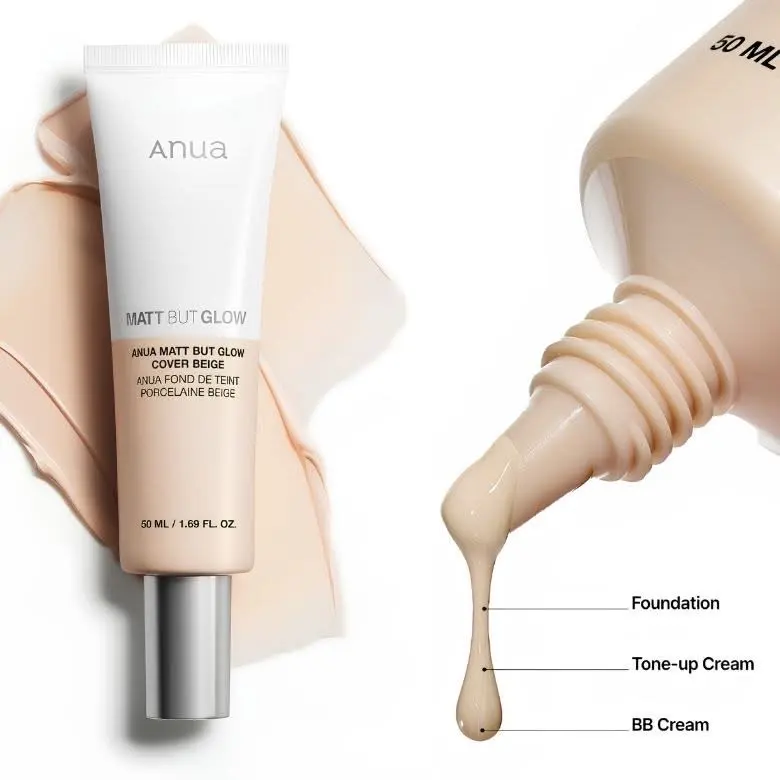 Anua
MATT BUT GLOW
ANUA MATT BUT GLOW
COVER BEIGE
ANUA FOND DE TEINT
PORCELAINE BEIGE
50 ML / 1.69 FL. OZ.
50 ML
Foundation
Tone-up Cream
BB Cream